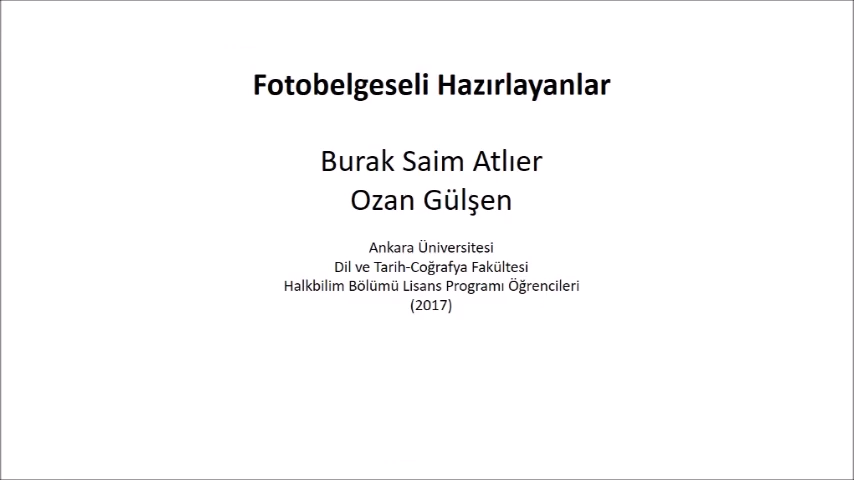 Fotobelgeseli Hazırlayanlar
Burak Saim Atlıer
Ozan Gülşen
Ankara Üniversitesi
Dil ve Tarih-Coğrafya Fakültesi
Halkbilim Bölümü Lisans Programı Öğrencileri
(2017)